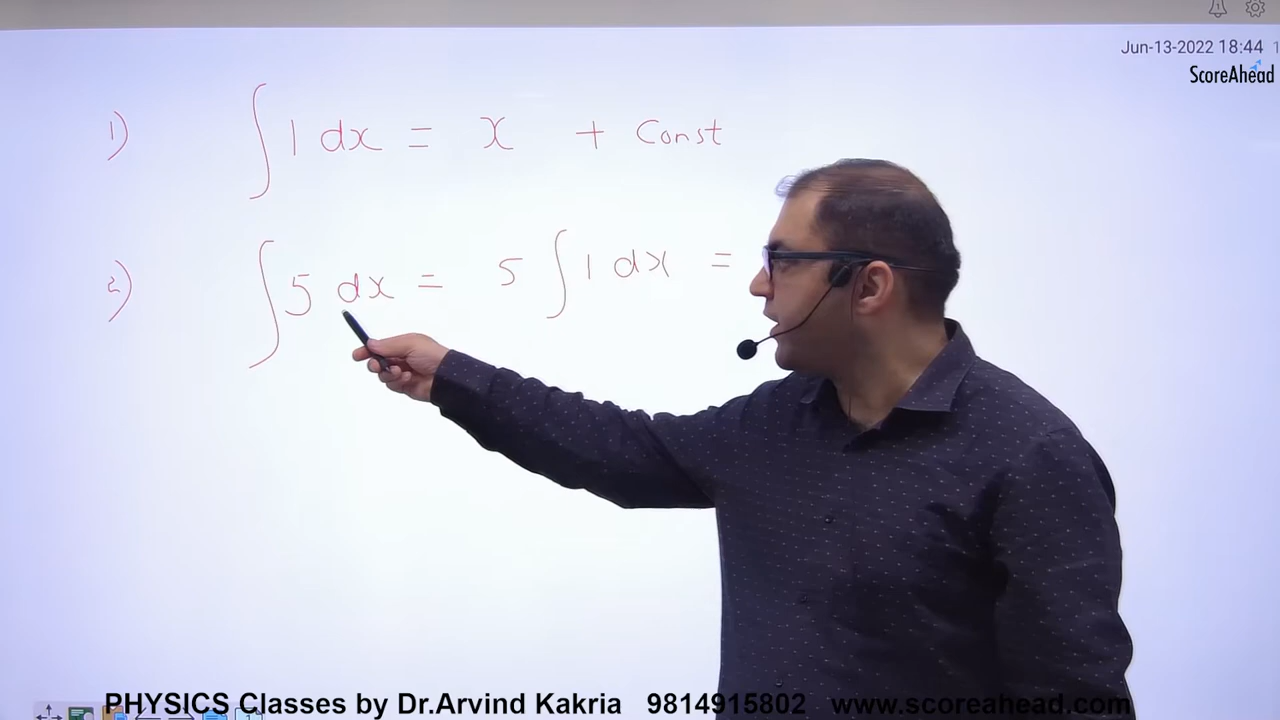 Jun-13-2022 18:44 1
ScoreAhead
1) ∫ 1 dx = x + Const
2) ∫ 5 dx = 5 ∫ 1 dx =
PHYSICS Classes by Dr.Arvind Kakria 9814915802 www.scoreahead.com